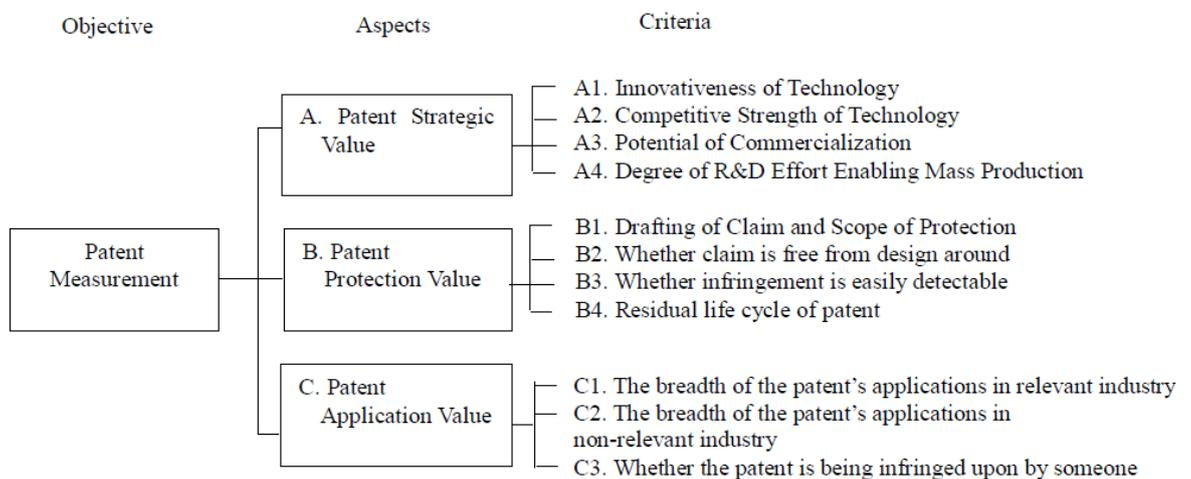 Objective
Aspects
Criteria
A. Patent Strategic
Value
A1. Innovativeness of Technology
A2. Competitive Strength of Technology
A3. Potential of Commercialization
A4. Degree of R&D Effort Enabling Mass Production
Patent
Measurement
B. Patent
Protection Value
B1. Drafting of Claim and Scope of Protection
B2. Whether claim is free from design around
B3. Whether infringement is easily detectable
B4. Residual life cycle of patent
C. Patent
Application Value
C1. The breadth of the patent’s applications in relevant industry
C2. The breadth of the patent’s applications in
non-relevant industry
C3. Whether the patent is being infringed upon by someone